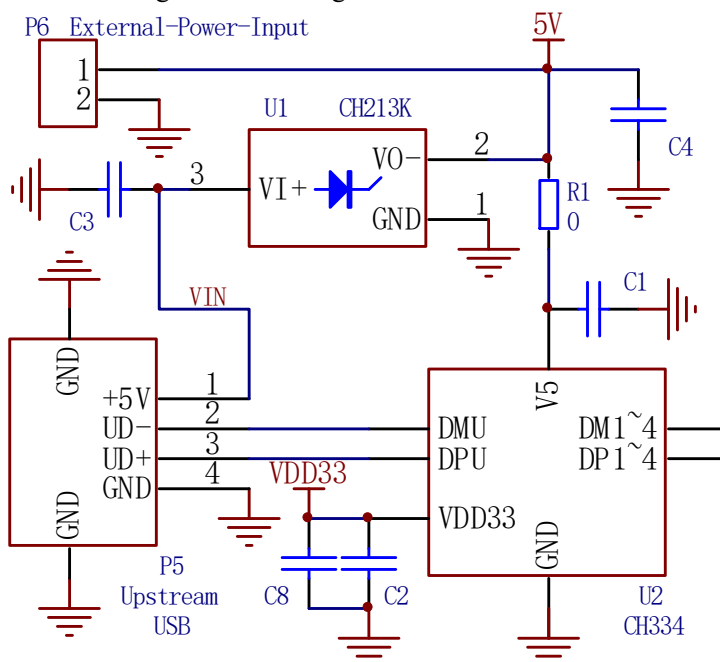 P6 External-Power-Input
5V
1
2
U1 CH213K
C4
VO- 2
3 VI+
R1
0
GND 1
C3
VIN
C1
GND
V5
+5V 1
UD- 2
UD+ 3
GND 4
DMU DM1~4
DPU DP1~4
VDD33
VDD33
GND
GND
C8 C2
P5
Upstream
USB
U2
CH334